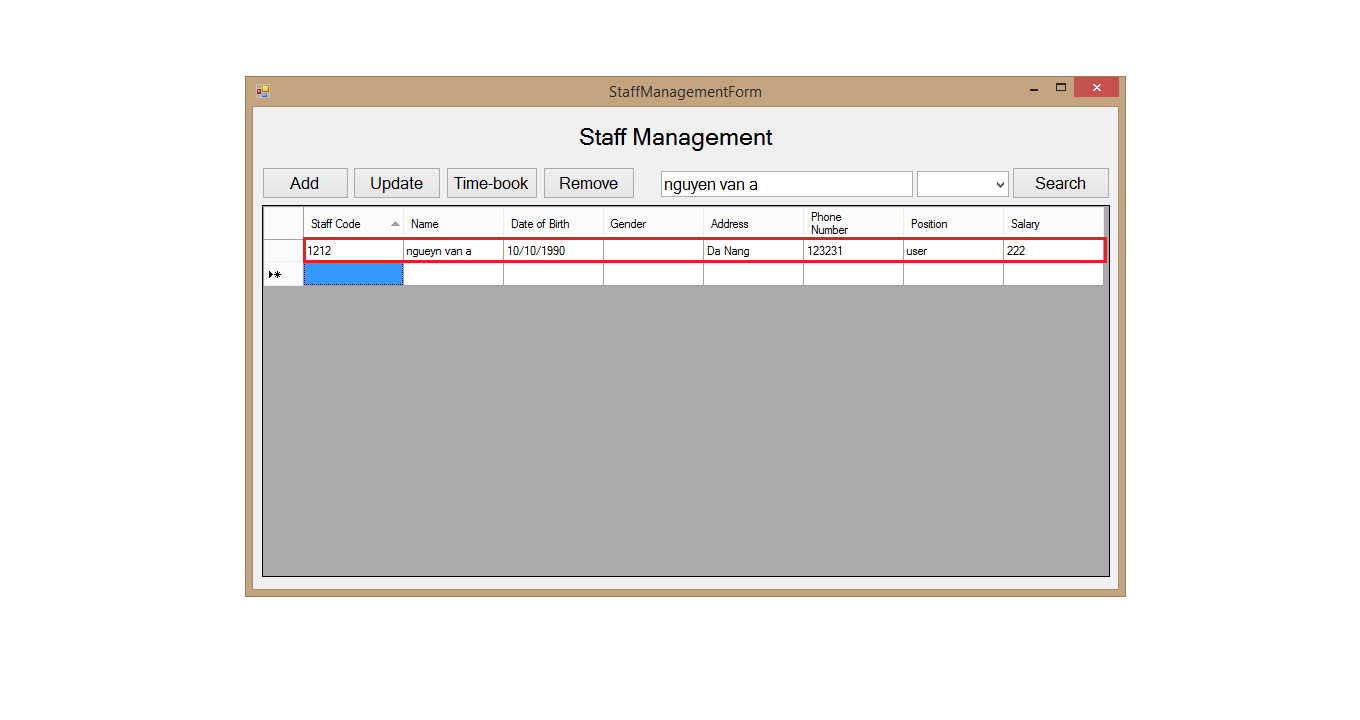 StaffManagementForm
Staff Management
Add Update Time-book Remove nguyen van a Search
Staff Code Name Date of Birth Gender Address Phone Number Position Salary
1212 ngueyn van a 10/10/1990 Da Nang 123231 user 222